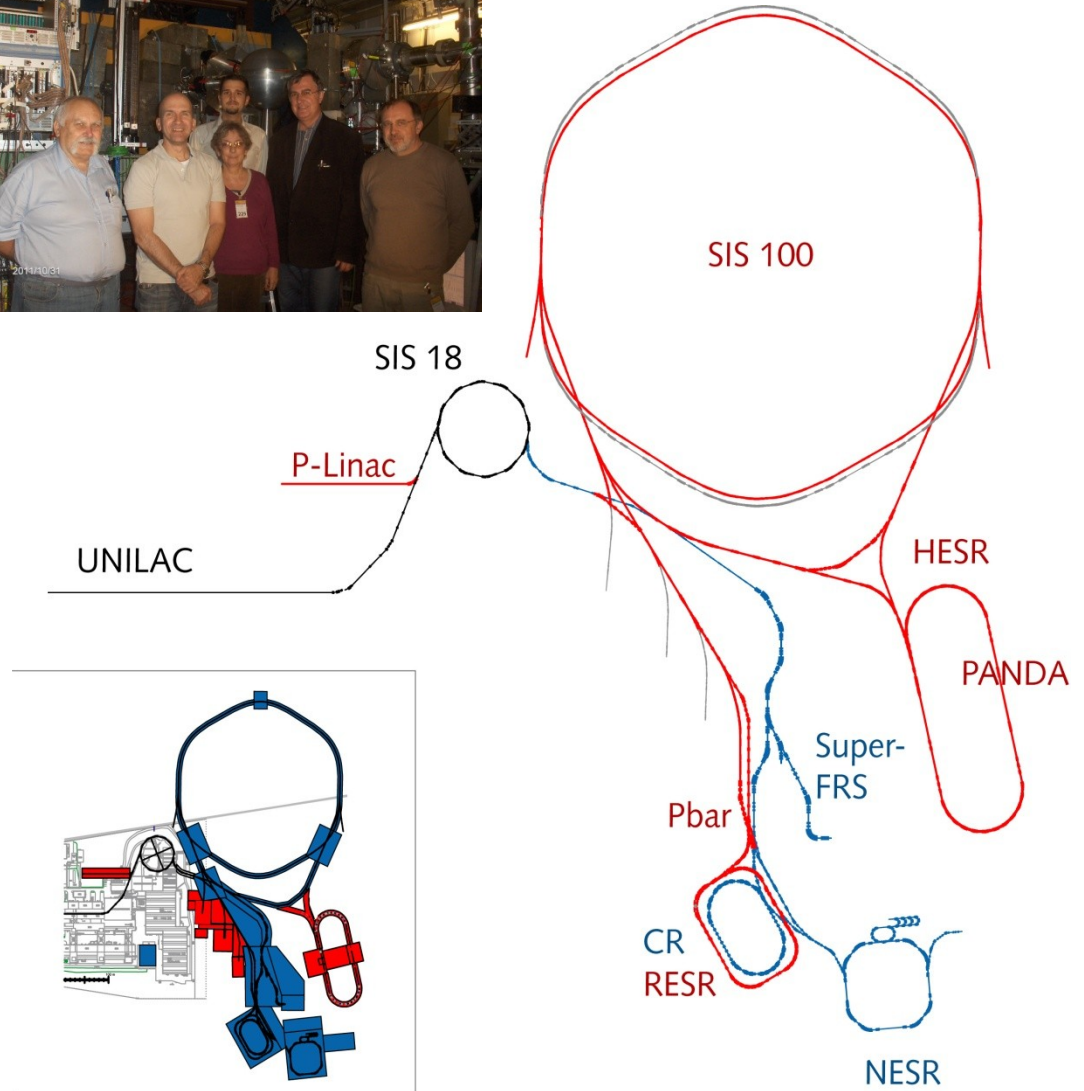 2011/10/31
SIS 100
SIS 18
P-Linac
UNILAC
HESR
PANDA
Super-
FRS
Pbar
CR
RESR
NESR